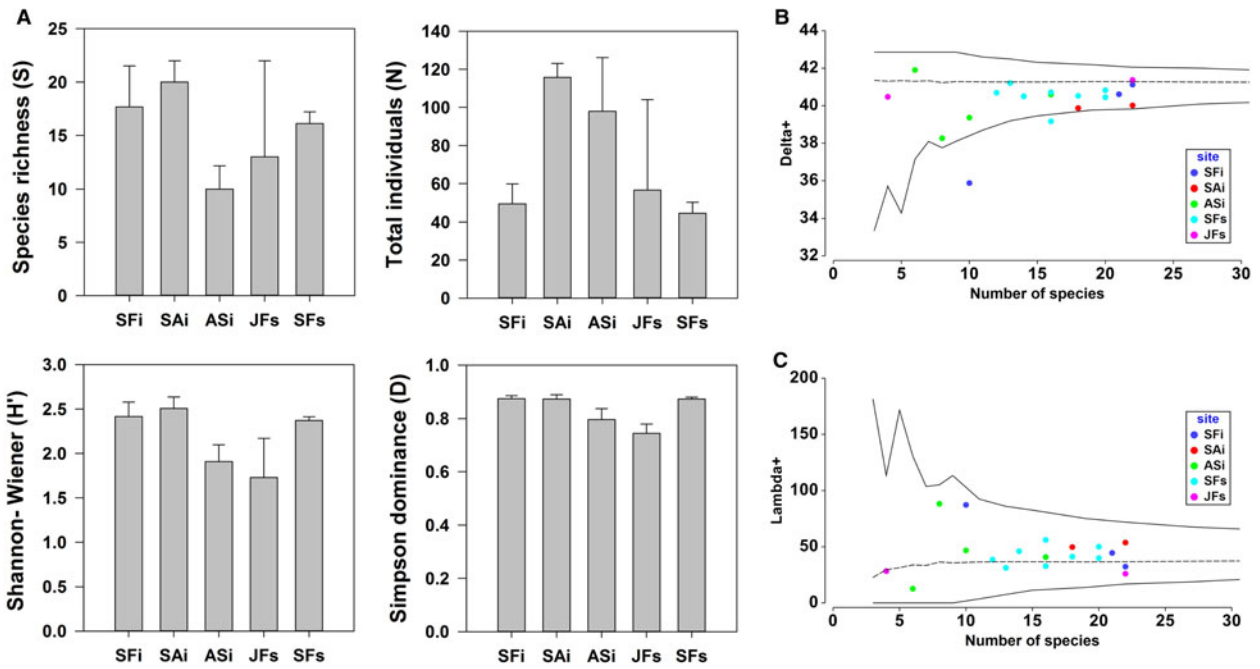 A
Species richness (S)
25
20
15
10
5
0
SFi SAi ASi JFs SFs
Total individuals (N)
140
120
100
80
60
40
20
0
SFi SAi ASi JFs SFs
Shannon- Wiener (H')
3.0
2.5
2.0
1.5
1.0
0.5
0.0
SFi SAi ASi JFs SFs
Simpson dominance (D)
1.0
0.8
0.6
0.4
0.2
0.0
SFi SAi ASi JFs SFs
B
Delta+
44
42
40
38
36
34
32
0 5 10 15 20 25 30
Number of species
site
SFi
SAi
ASi
SFs
JFs
C
Lambda+
200
150
100
50
0
0 5 10 15 20 25 30
Number of species
site
SFi
SAi
ASi
SFs
JFs